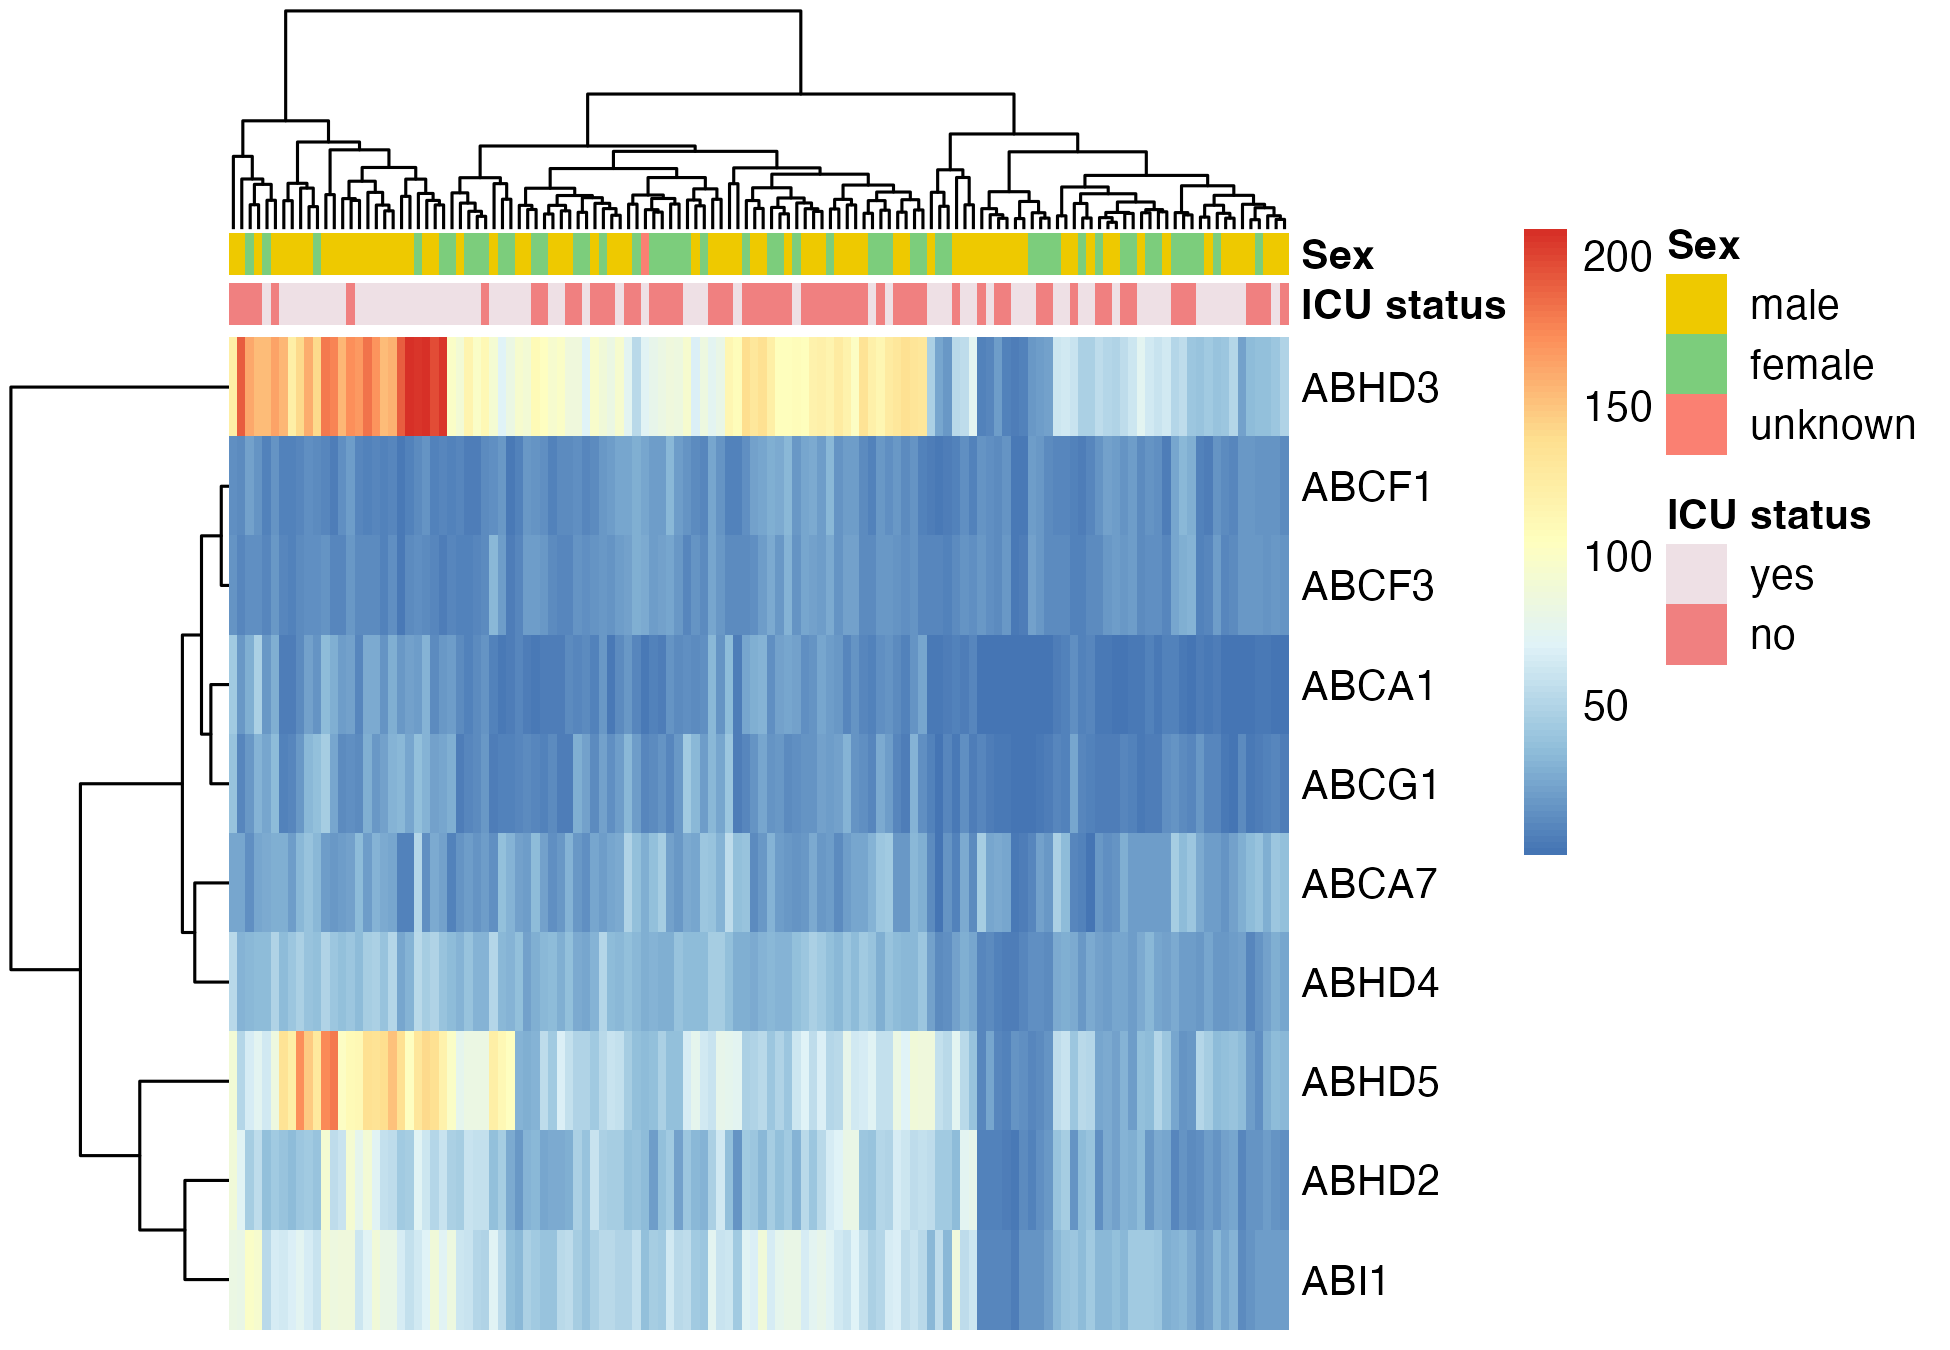 Sex
ICU status
ABHD3
ABCF1
ABCF3
ABCA1
ABCG1
ABCA7
ABHD4
ABHD5
ABHD2
ABI1
200
150
100
50
Sex
male
female
unknown
ICU status
yes
no